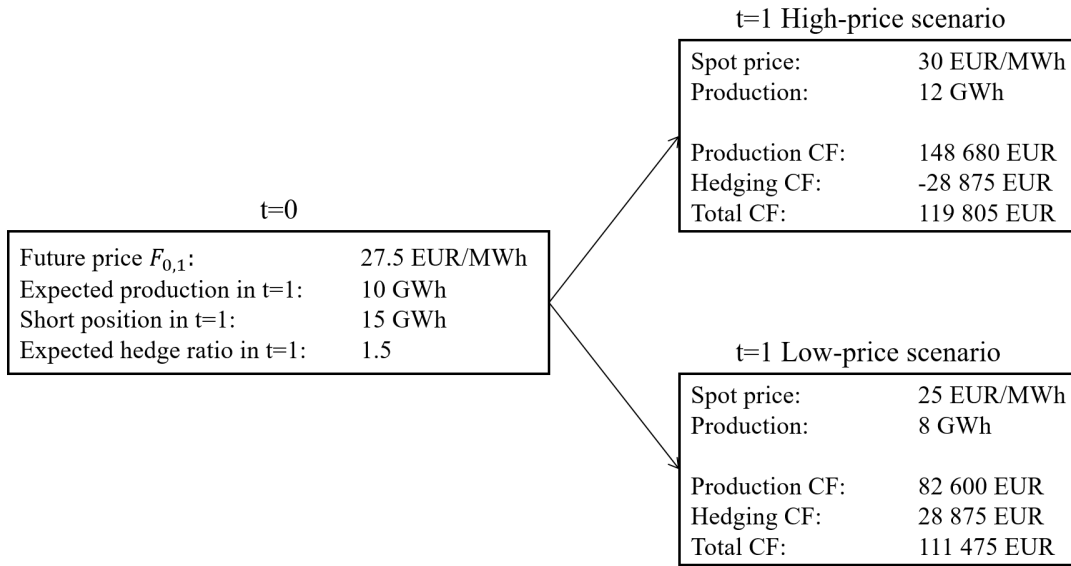 t=0
Future price F0,1: 27.5 EUR/MWh
Expected production in t=1: 10 GWh
Short position in t=1: 15 GWh
Expected hedge ratio in t=1: 1.5
t=1 High-price scenario
Spot price: 30 EUR/MWh
Production: 12 GWh
Production CF: 148 680 EUR
Hedging CF: -28 875 EUR
Total CF: 119 805 EUR
t=1 Low-price scenario
Spot price: 25 EUR/MWh
Production: 8 GWh
Production CF: 82 600 EUR
Hedging CF: 28 875 EUR
Total CF: 111 475 EUR